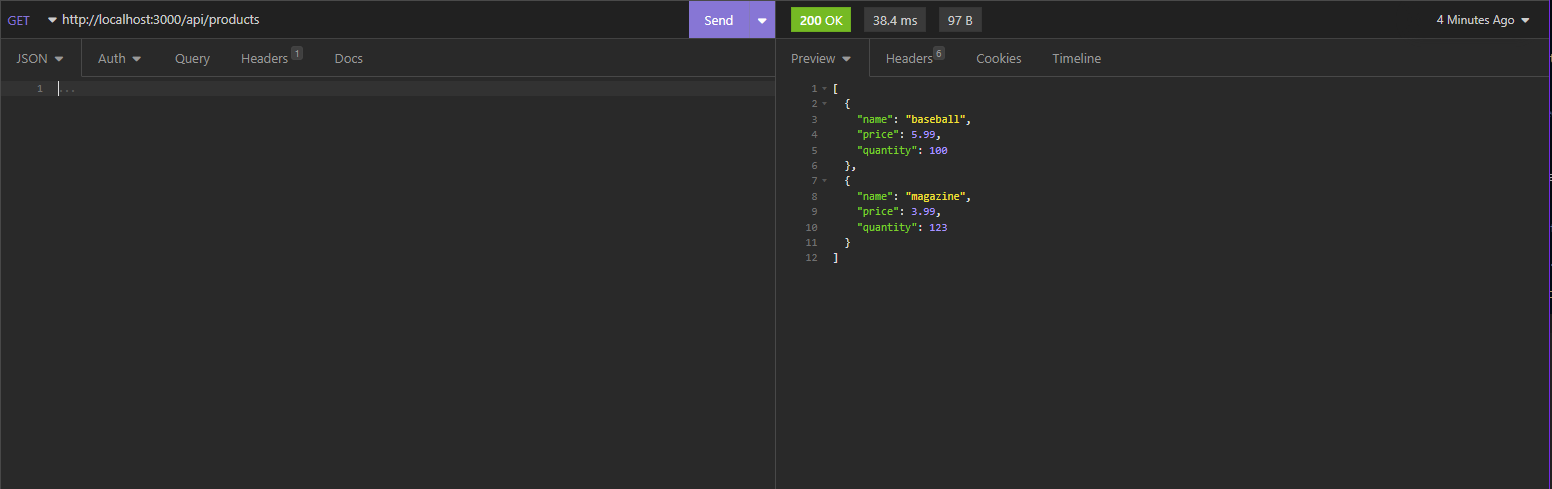 GET http://localhost:3000/api/products Send 200 OK 38.4 ms 97 B 4 Minutes Ago
JSON Auth Query Headers 1 Docs Preview Headers 6 Cookies Timeline
1 ...
1 [
2 {
3 "name": "baseball",
4 "price": 5.99,
5 "quantity": 100
6 },
7 {
8 "name": "magazine",
9 "price": 3.99,
10 "quantity": 123
11 }
12 ]